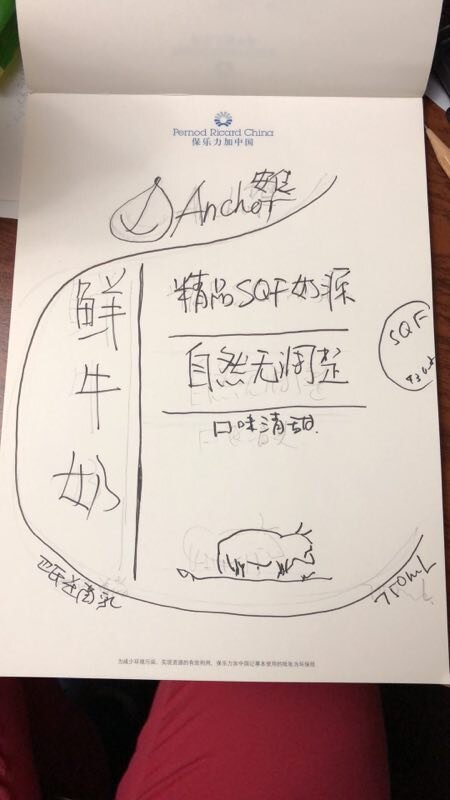 Pernod Ricard China
保乐力加中国
Anchor 安佳
鲜牛奶
精品SQF奶源
自然无调整
口味清甜
SQF
巴氏杀菌乳
750mL
为减少环境污染，实现资源的有效利用，保乐力加中国记事本使用的纸张为环保纸